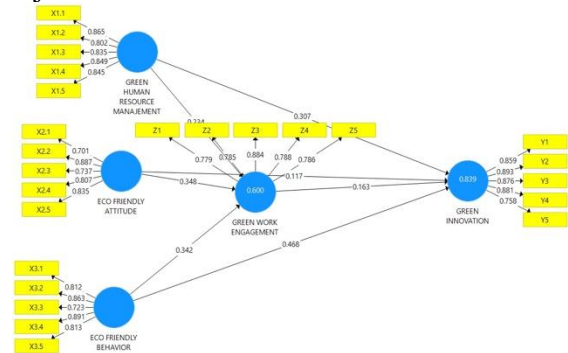 X1.1
X1.2
X1.3
X1.4
X1.5
0.865
0.802
0.835
0.849
0.845
GREEN
HUMAN
RESOURCE
MANAJEMENT
0.234
0.307
Z1
Z2
Z3
Z4
Z5
0.779
0.785
0.884
0.788
0.786
X2.1
X2.2
X2.3
X2.4
X2.5
0.701
0.887
0.737
0.807
0.835
ECO FRIENDLY
ATTITUDE
0.348
0.117
0.600
GREEN WORK
ENGAGEMENT
0.163
0.839
GREEN
INNOVATION
Y1
Y2
Y3
Y4
Y5
0.859
0.893
0.876
0.881
0.758
0.342
0.468
X3.1
X3.2
X3.3
X3.4
X3.5
0.812
0.863
0.723
0.891
0.813
ECO FRIENDLY
BEHAVIOR